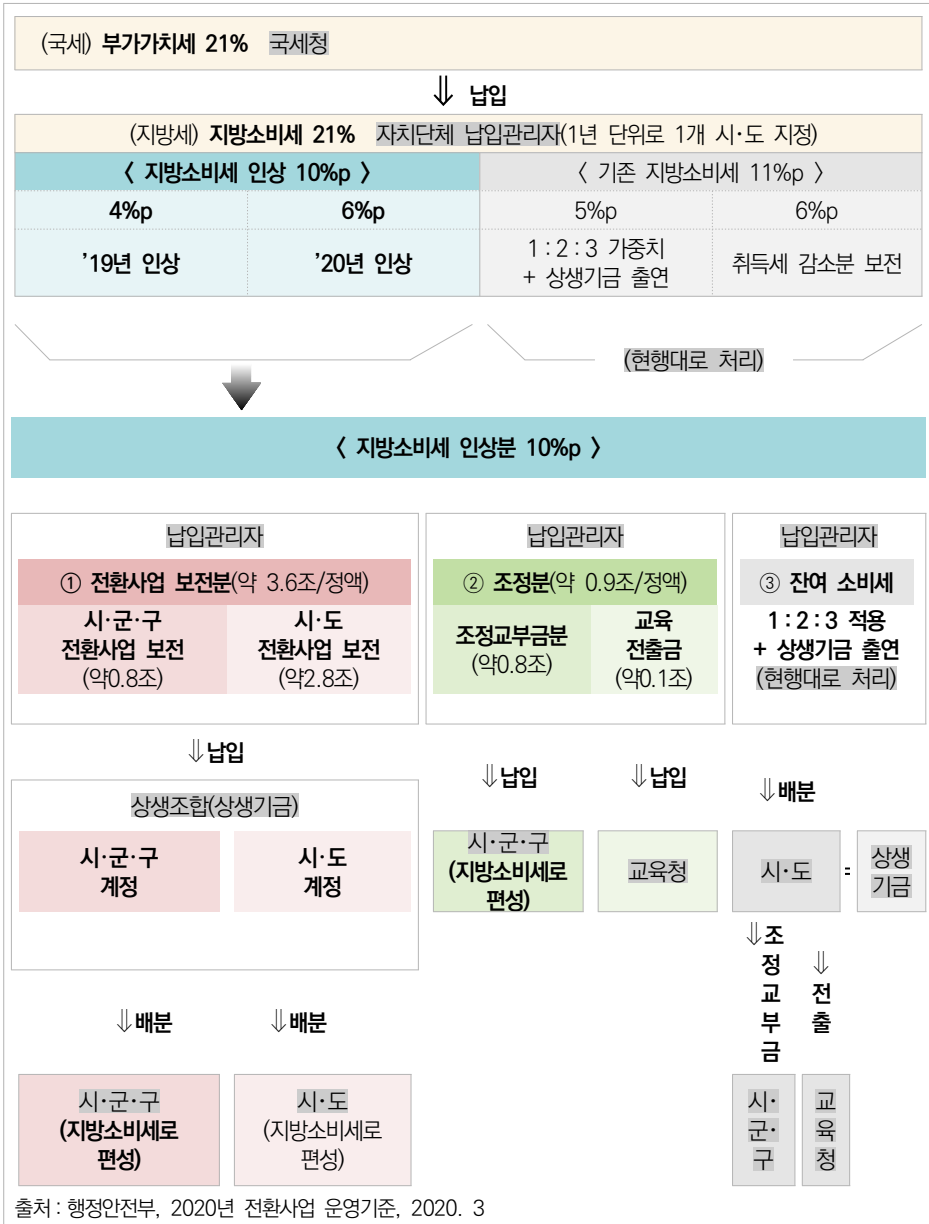 (국세) 부가가치세 21% 국세청
⇓ 납입
(지방세) 지방소비세 21% 자치단체 납입관리자(1년 단위로 1개 시·도 지정)
< 지방소비세 인상 10%p >
< 기존 지방소비세 11%p >
4%p
6%p
5%p
6%p
’19년 인상
’20년 인상
1 : 2 : 3 가중치
+ 상생기금 출연
취득세 감소분 보전
(현행대로 처리)
< 지방소비세 인상분 10%p >
납입관리자
① 전환사업 보전분(약 3.6조/정액)
시·군·구
전환사업 보전
(약0.8조)
시·도
전환사업 보전
(약2.8조)
납입관리자
② 조정분(약 0.9조/정액)
조정교부금분
(약0.8조)
교육
전출금
(약0.1조)
납입관리자
③ 잔여 소비세
1 : 2 : 3 적용
+ 상생기금 출연
(현행대로 처리)
⇓납입
⇓납입
⇓납입
⇓배분
상생조합(상생기금)
시·군·구
계정
시·도
계정
시·군·구
(지방소비세로
편성)
교육청
시·도
=
상생
기금
⇓조
정
교
부
금
⇓
전
출
⇓배분
⇓배분
시·군·구
(지방소비세로
편성)
시·도
(지방소비세로
편성)
시·
군·
구
교
육
청
출처 : 행정안전부, 2020년 전환사업 운영기준, 2020. 3